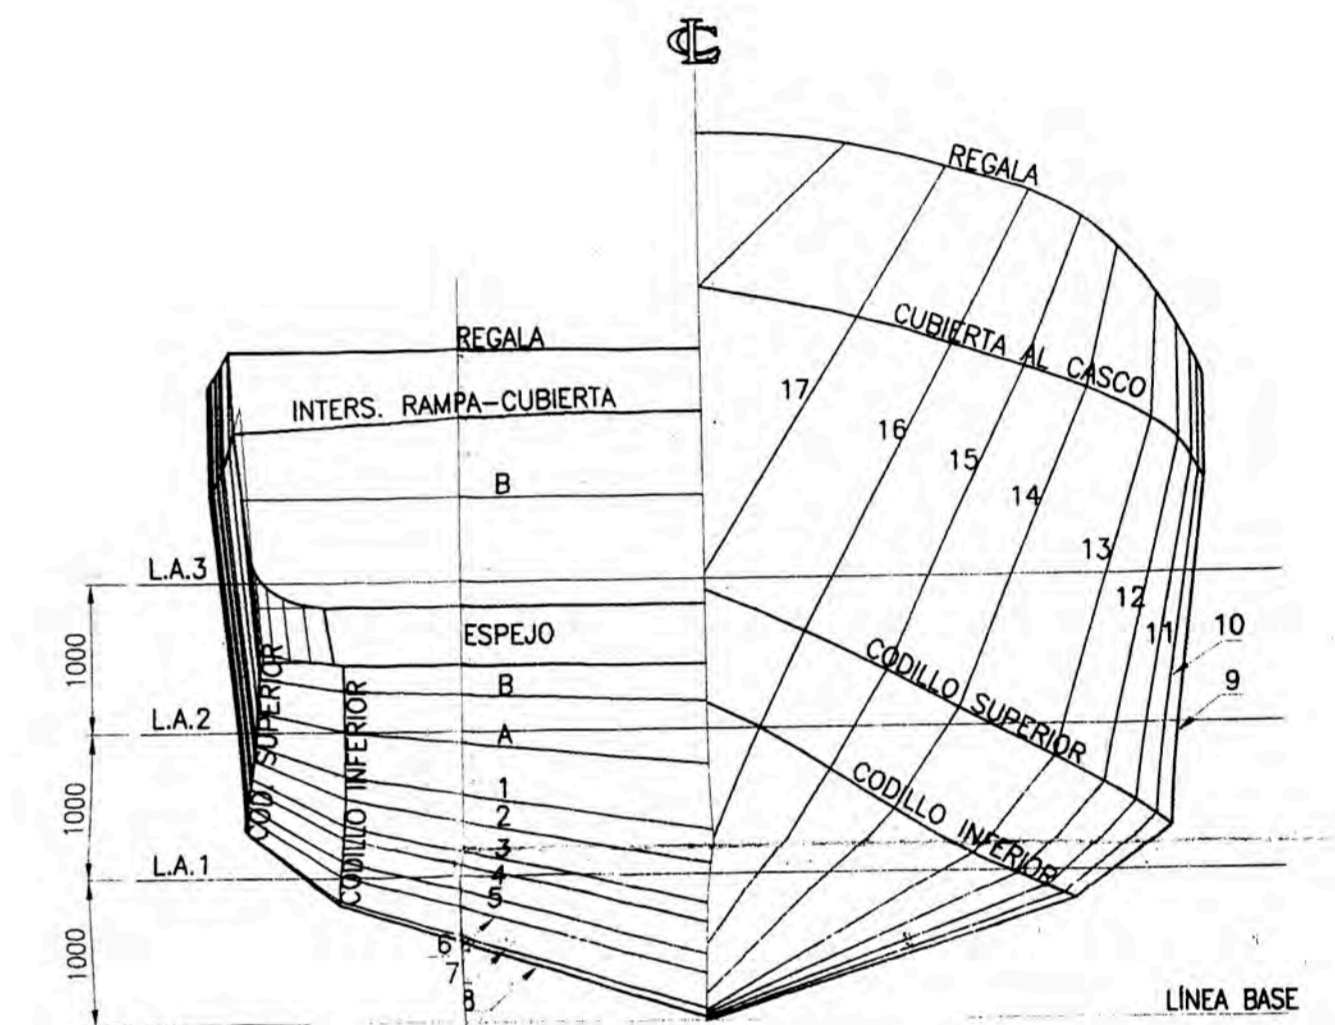 CL
REGALA
CUBIERTA AL CASCO
REGALA
INTERS. RAMPA-CUBIERTA
17
16
15
14
13
12
11
10
9
B
L.A.3
ESPEJO
CODILLO SUPERIOR
B
L.A.2
A
COD. SUPERIOR
CODILLO INFERIOR
CODILLO INFERIOR
1
2
3
4
5
L.A.1
6
7
8
1000
1000
1000
LÍNEA BASE